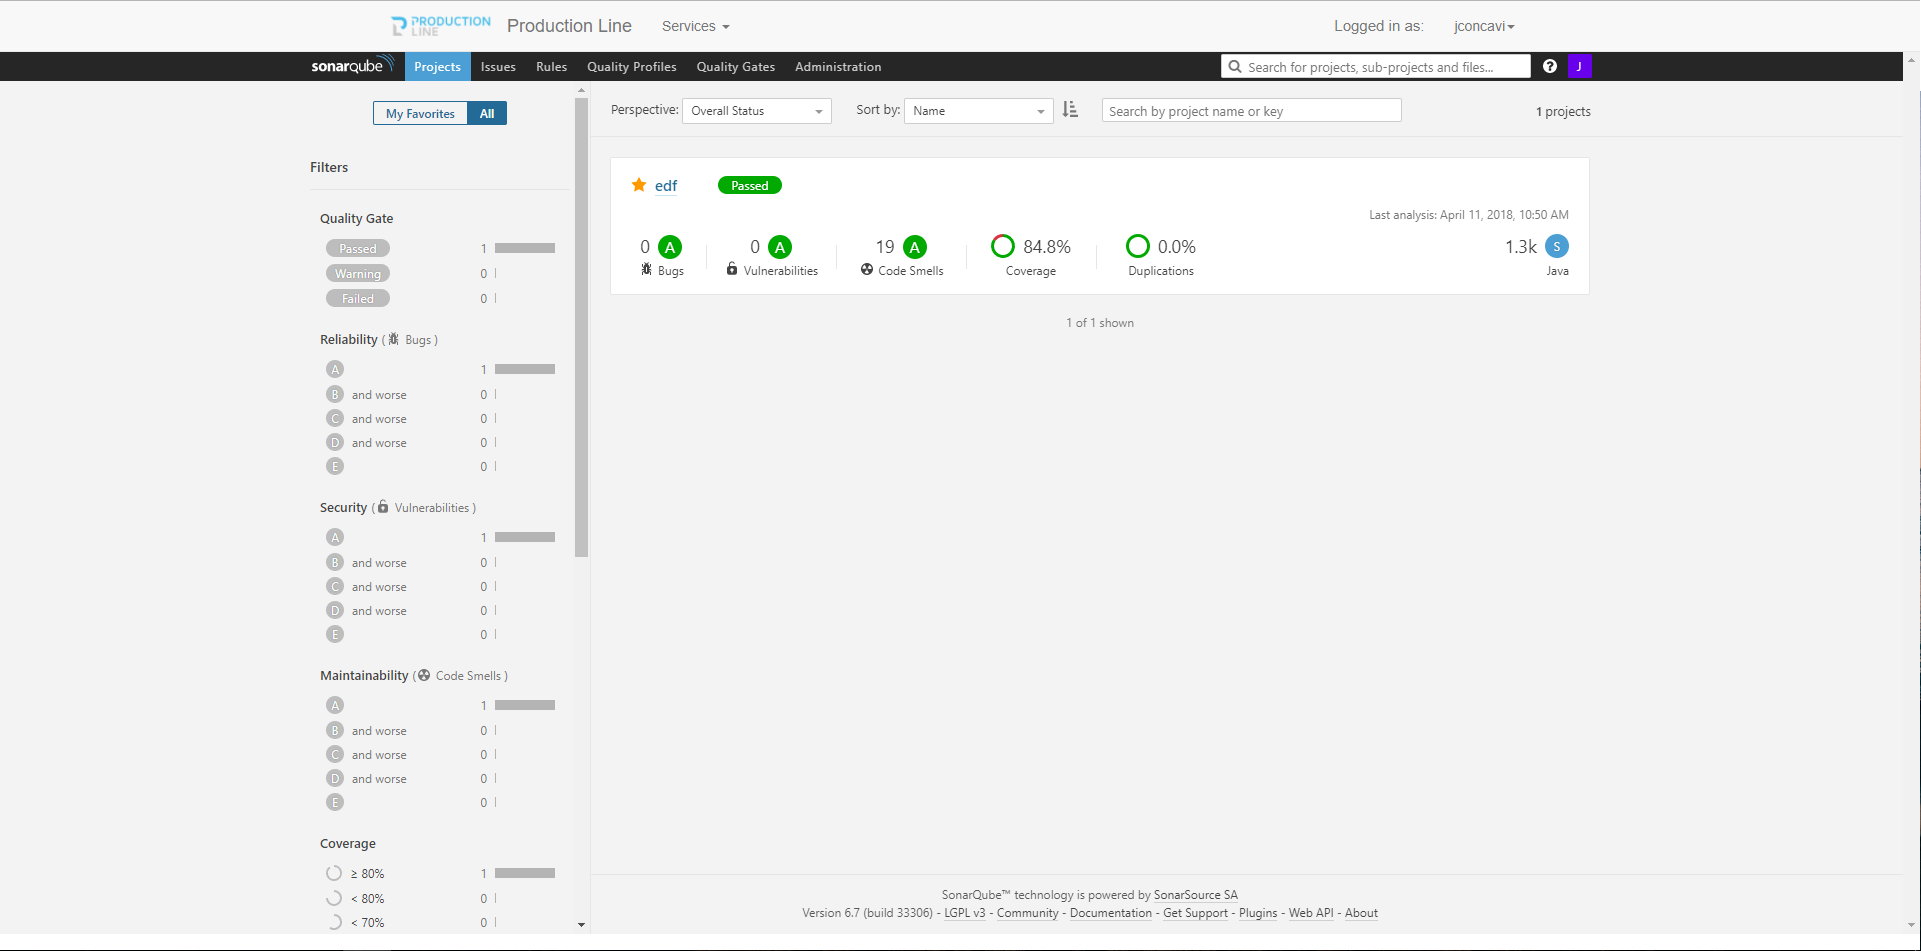 PRODUCTION LINE Production Line Services Logged in as: jconcavi
sonarqube Projects Issues Rules Quality Profiles Quality Gates Administration Search for projects, sub-projects and files... ? J
My Favorites All
Perspective: Overall Status Sort by: Name Search by project name or key 1 projects
Filters
Quality Gate
Passed 1
Warning 0
Failed 0
Reliability ( Bugs )
A 1
B and worse 0
C and worse 0
D and worse 0
E 0
Security ( Vulnerabilities )
A 1
B and worse 0
C and worse 0
D and worse 0
E 0
Maintainability ( Code Smells )
A 1
B and worse 0
C and worse 0
D and worse 0
E 0
Coverage
≥ 80% 1
< 80% 0
< 70% 0
edf Passed
Last analysis: April 11, 2018, 10:50 AM
0 A 0 A 19 A 84.8% 0.0% 1.3k S
Bugs Vulnerabilities Code Smells Coverage Duplications Java
1 of 1 shown
SonarQube™ technology is powered by SonarSource SA
Version 6.7 (build 33306) - LGPL v3 - Community - Documentation - Get Support - Plugins - Web API - About